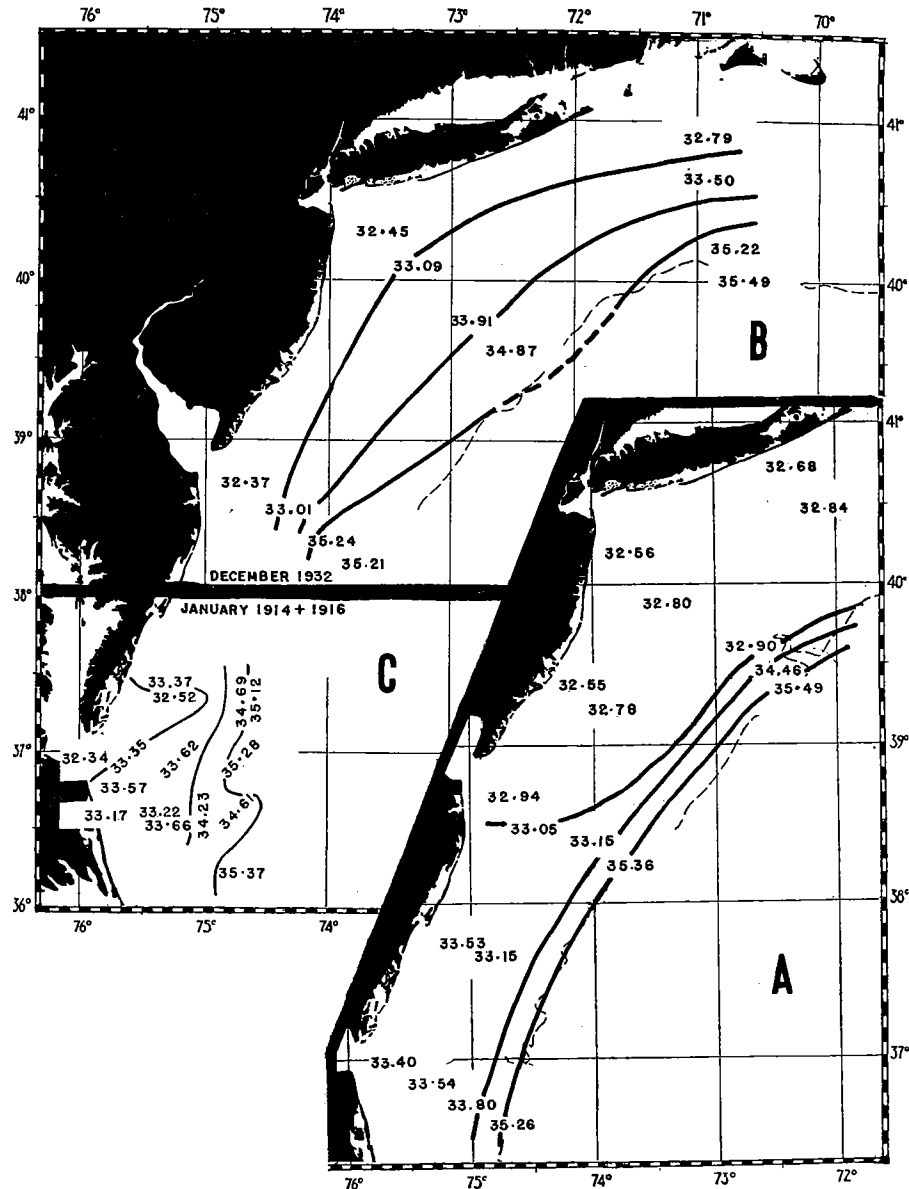 76° 75° 74° 73° 72° 71° 70°
41° 41°
32.79
33.50
32.45
35.22
33.09
40° 35.49 40°
33.91
34.87 B
39°
41°
32.68
32.37
32.84
33.01
35.24
32.56
35.21
DECEMBER 1932
38° 40°
JANUARY 1914 + 1916
32.80
C
32.90
34.46
33.37 34.69 35.12
32.52 32.55 35.49
32.78
33.35 33.62 35.28
37° 32.34 39°
33.57
32.94
33.17 33.22 34.23 34.61
33.66 33.05
33.15
35.37 35.36
36° 38°
76° 75° 74°
33.53
33.15
A
33.40 37°
33.54
33.80
35.26
76° 75° 74° 73° 72°